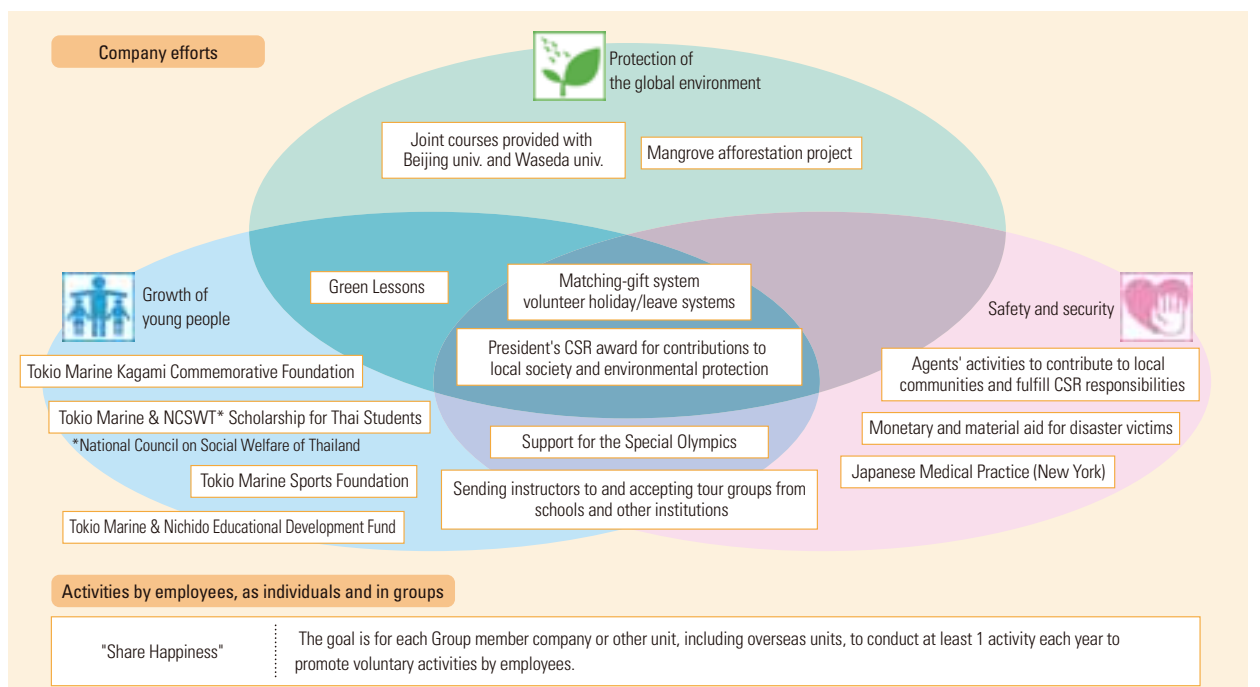 Company efforts
Protection of
the global environment
Joint courses provided with
Beijing univ. and Waseda univ.
Mangrove afforestation project
Growth of
young people
Green Lessons
Matching-gift system
volunteer holiday/leave systems
Safety and security
President's CSR award for contributions to
local society and environmental protection
Tokio Marine Kagami Commemorative Foundation
Agents' activities to contribute to local
communities and fulfill CSR responsibilities
Tokio Marine & NCSWT* Scholarship for Thai Students
*National Council on Social Welfare of Thailand
Support for the Special Olympics
Monetary and material aid for disaster victims
Tokio Marine Sports Foundation
Sending instructors to and accepting tour groups from
schools and other institutions
Japanese Medical Practice (New York)
Tokio Marine & Nichido Educational Development Fund
Activities by employees, as individuals and in groups
"Share Happiness"
The goal is for each Group member company or other unit, including overseas units, to conduct at least 1 activity each year to
promote voluntary activities by employees.